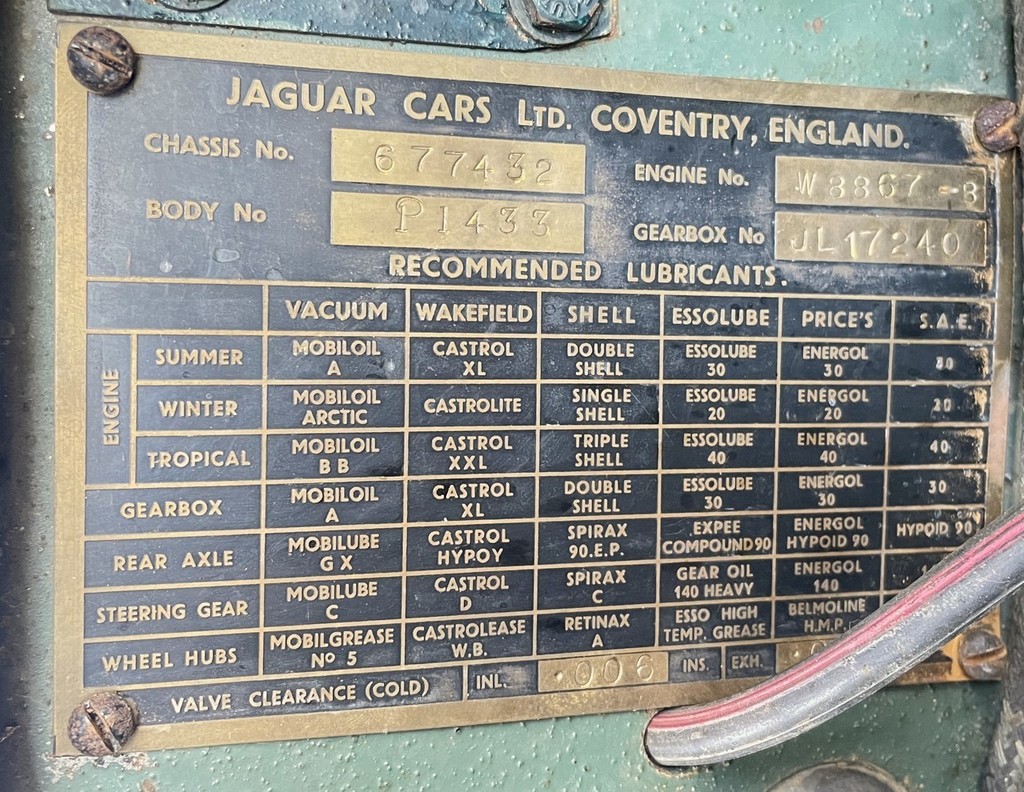 JAGUAR CARS LTD. COVENTRY, ENGLAND.
CHASSIS No. 677432
ENGINE No. W 8867 - 8
BODY No P1433
GEARBOX No JL17240
RECOMMENDED LUBRICANTS.
VACUUM WAKEFIELD SHELL ESSOLUBE PRICE'S S.A.E.
ENGINE
SUMMER MOBILOIL A CASTROL XL DOUBLE SHELL ESSOLUBE 30 ENERGOL 30 30
WINTER MOBILOIL ARCTIC CASTROLITE SINGLE SHELL ESSOLUBE 20 ENERGOL 20 20
TROPICAL MOBILOIL B B CASTROL XXL TRIPLE SHELL ESSOLUBE 40 ENERGOL 40 40
GEARBOX MOBILOIL A CASTROL XL DOUBLE SHELL ESSOLUBE 30 ENERGOL 30 30
REAR AXLE MOBILUBE G X CASTROL HYPOY SPIRAX 90.E.P. EXPEE COMPOUND 90 ENERGOL HYPOID 90 HYPOID 90
STEERING GEAR MOBILUBE C CASTROL D SPIRAX C GEAR OIL 140 HEAVY ENERGOL 140
WHEEL HUBS MOBILGREASE No 5 CASTROLEASE W.B. RETINAX A ESSO HIGH TEMP. GREASE BELMOLINE H.M.P.
VALVE CLEARANCE (COLD) INL. .006 INS. EXH.